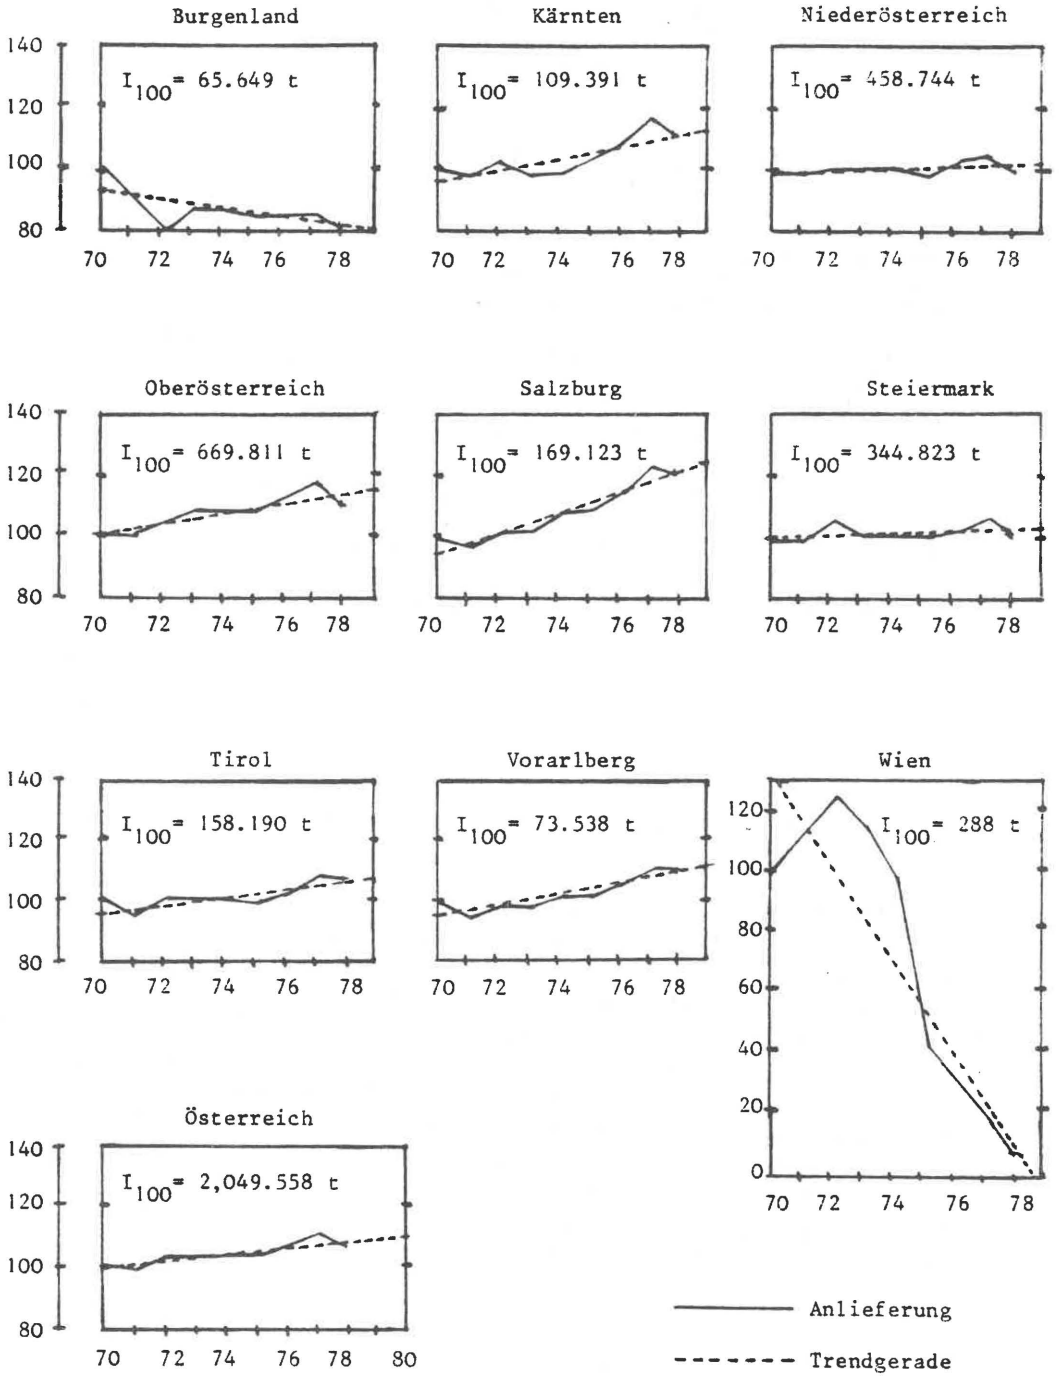 Burgenland Kärnten Niederösterreich
140
120
100
80
I100= 65.649 t I100= 109.391 t I100= 458.744 t
70 72 74 76 78 70 72 74 76 78 70 72 74 76 78
Oberösterreich Salzburg Steiermark
140
120
100
80
I100= 669.811 t I100= 169.123 t I100= 344.823 t
70 72 74 76 78 70 72 74 76 78 70 72 74 76 78
Tirol Vorarlberg Wien
140
120
100
80
I100= 158.190 t I100= 73.538 t I100= 288 t
70 72 74 76 78 70 72 74 76 78
120
100
80
60
40
20
0
70 72 74 76 78
Österreich
140
120
100
80
I100= 2,049.558 t
70 72 74 76 78 80
Anlieferung
Trendgerade